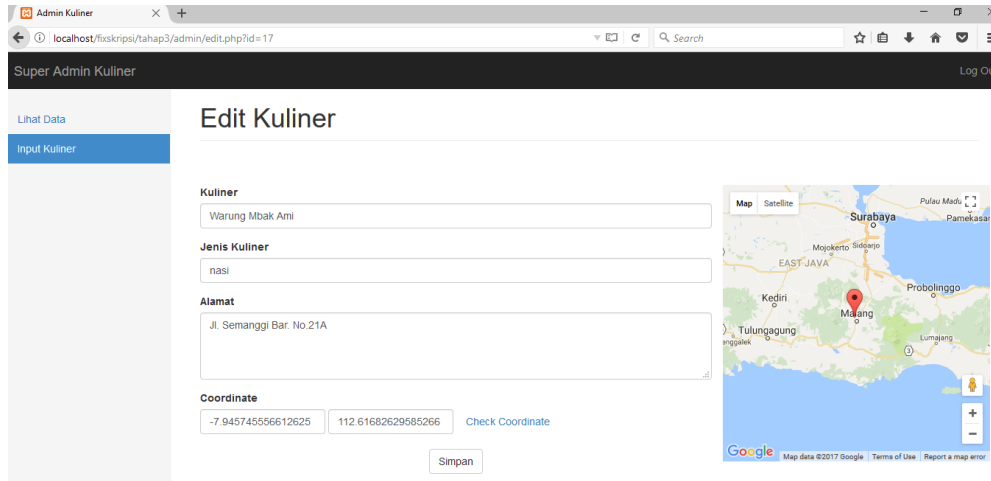 Admin Kuliner
localhost/fixskripsi/tahap3/admin/edit.php?id=17
Search
Super Admin Kuliner
Log Ou
Lihat Data
Input Kuliner
Edit Kuliner
Kuliner
Warung Mbak Ami
Jenis Kuliner
nasi
Alamat
Jl. Semanggi Bar. No.21A
Coordinate
-7.945745556612625
112.61682629585266
Check Coordinate
Simpan
Map
Satellite
Pulau Madu
Surabaya
Pamekasan
Mojokerto
Sidoarjo
EAST JAVA
Probolinggo
Kediri
Malang
Tulungagung
enggalek
Lumajang
3
Google
Map data ©2017 Google
Terms of Use
Report a map error